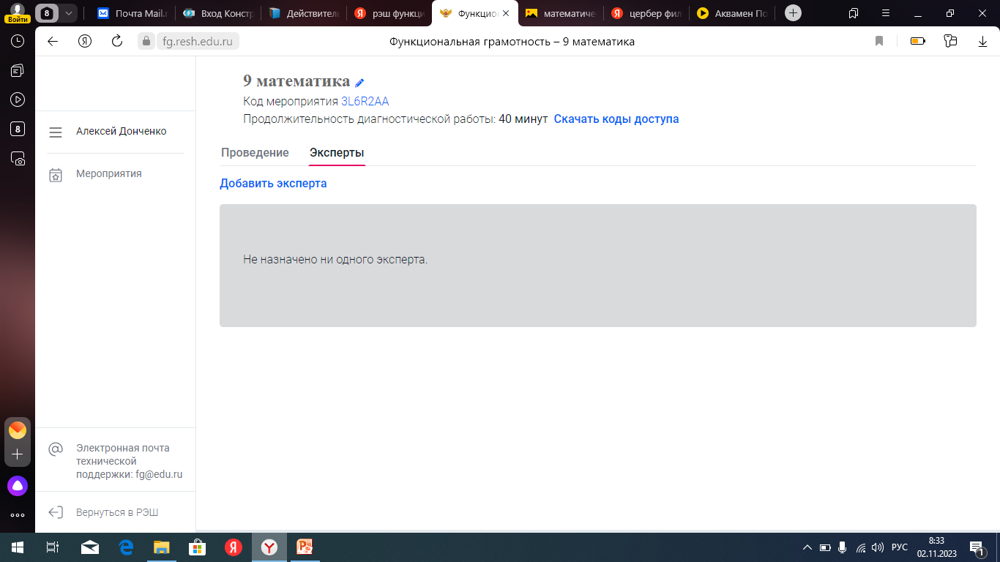 Войти
8
Почта Mail.r
Вход Констр
Действитель
рэш функци
Функцион
математиче
цербер фил
Аквамен По
fg.resh.edu.ru
Функциональная грамотность – 9 математика
8
9 математика
Код мероприятия 3L6R2AA
Продолжительность диагностической работы: 40 минут Скачать коды доступа
Алексей Донченко
Мероприятия
Проведение
Эксперты
Добавить эксперта
Не назначено ни одного эксперта.
Электронная почта
технической
поддержки: fg@edu.ru
Вернуться в РЭШ
РУС
8:33
02.11.2023
1